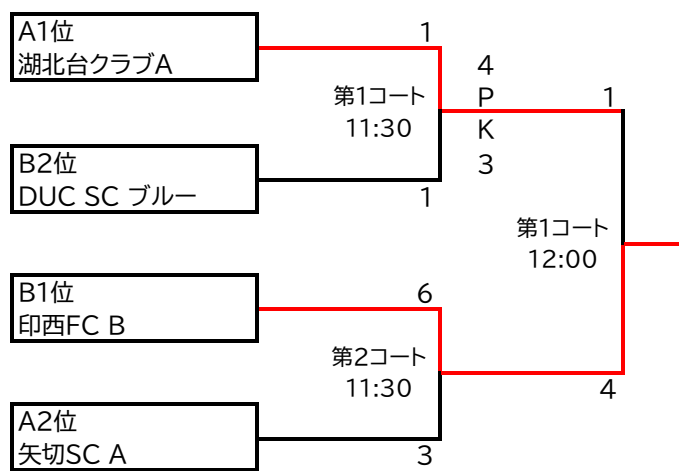 A1位
湖北台クラブA
1
第1コート
11:30
4
P
K
3
1
B2位
DUC SC ブルー
1
第1コート
12:00
B1位
印西FC B
6
第2コート
11:30
4
A2位
矢切SC A
3